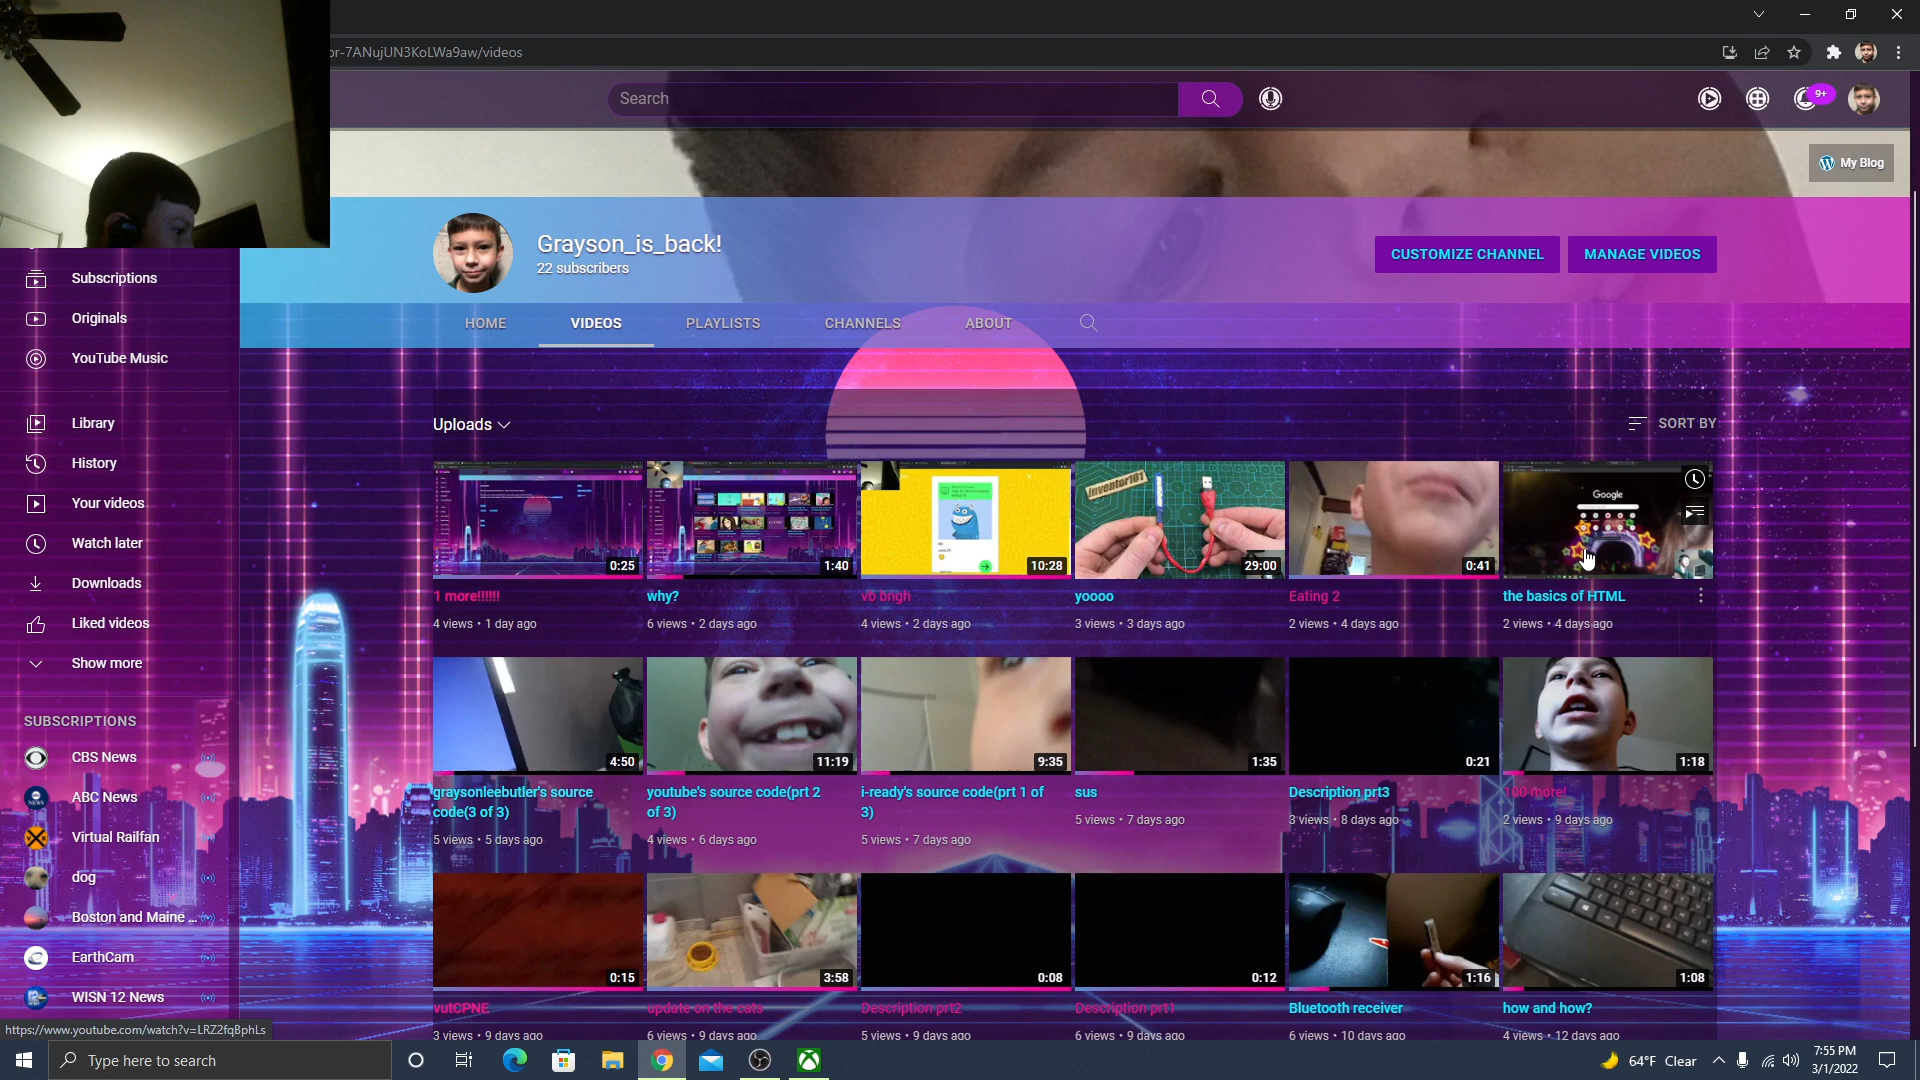 or-7ANujUN3KoLWa9aw/videos
Search
9+
My Blog
Grayson_is_back!
22 subscribers
CUSTOMIZE CHANNEL
MANAGE VIDEOS
HOME
VIDEOS
PLAYLISTS
CHANNELS
ABOUT
Subscriptions
Originals
YouTube Music
Library
History
Your videos
Watch later
Downloads
Liked videos
Show more
SUBSCRIPTIONS
CBS News
ABC News
Virtual Railfan
dog
Boston and Maine ...
EarthCam
WISN 12 News
Uploads
SORT BY
inventor101
Google
0:25
1:40
10:28
29:00
0:41
1 more!!!!!!
why?
vb bngh
yoooo
Eating 2
the basics of HTML
4 views • 1 day ago
6 views • 2 days ago
4 views • 2 days ago
3 views • 3 days ago
2 views • 4 days ago
2 views • 4 days ago
4:50
11:19
9:35
1:35
0:21
1:18
graysonleebutler's source
code(3 of 3)
5 views • 5 days ago
youtube's source code(prt 2
of 3)
4 views • 6 days ago
i-ready's source code(prt 1 of
3)
5 views • 7 days ago
sus
5 views • 7 days ago
Description prt3
3 views • 8 days ago
100 more!
2 views • 9 days ago
0:15
3:58
0:08
0:12
1:16
1:08
vutCPNE
update on the cats
Description prt2
Description prt1
Bluetooth receiver
how and how?
3 views • 9 days ago
6 views • 9 days ago
5 views • 9 days ago
6 views • 9 days ago
6 views • 10 days ago
4 views • 12 days ago
https://www.youtube.com/watch?v=LRZ2fqBphLs
Type here to search
64°F Clear
7:55 PM
3/1/2022